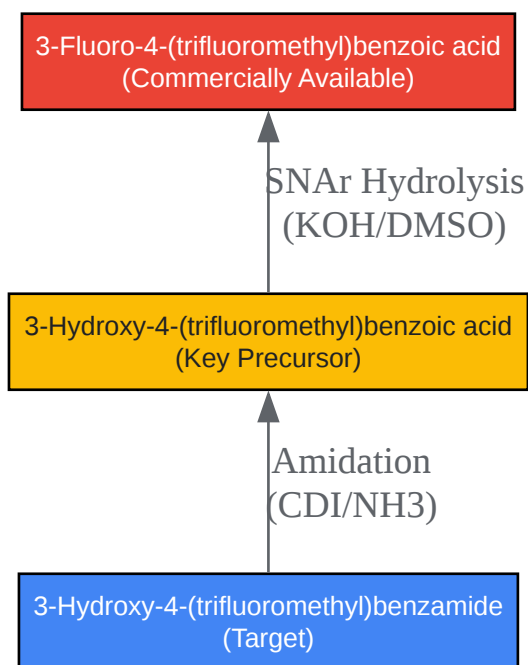 3-Fluoro-4-(trifluoromethyl)benzoic acid
(Commercially Available)
SNAr Hydrolysis
(KOH/DMSO)
3-Hydroxy-4-(trifluoromethyl)benzoic acid
(Key Precursor)
Amidation
(CDI/NH3)
3-Hydroxy-4-(trifluoromethyl)benzamide
(Target)